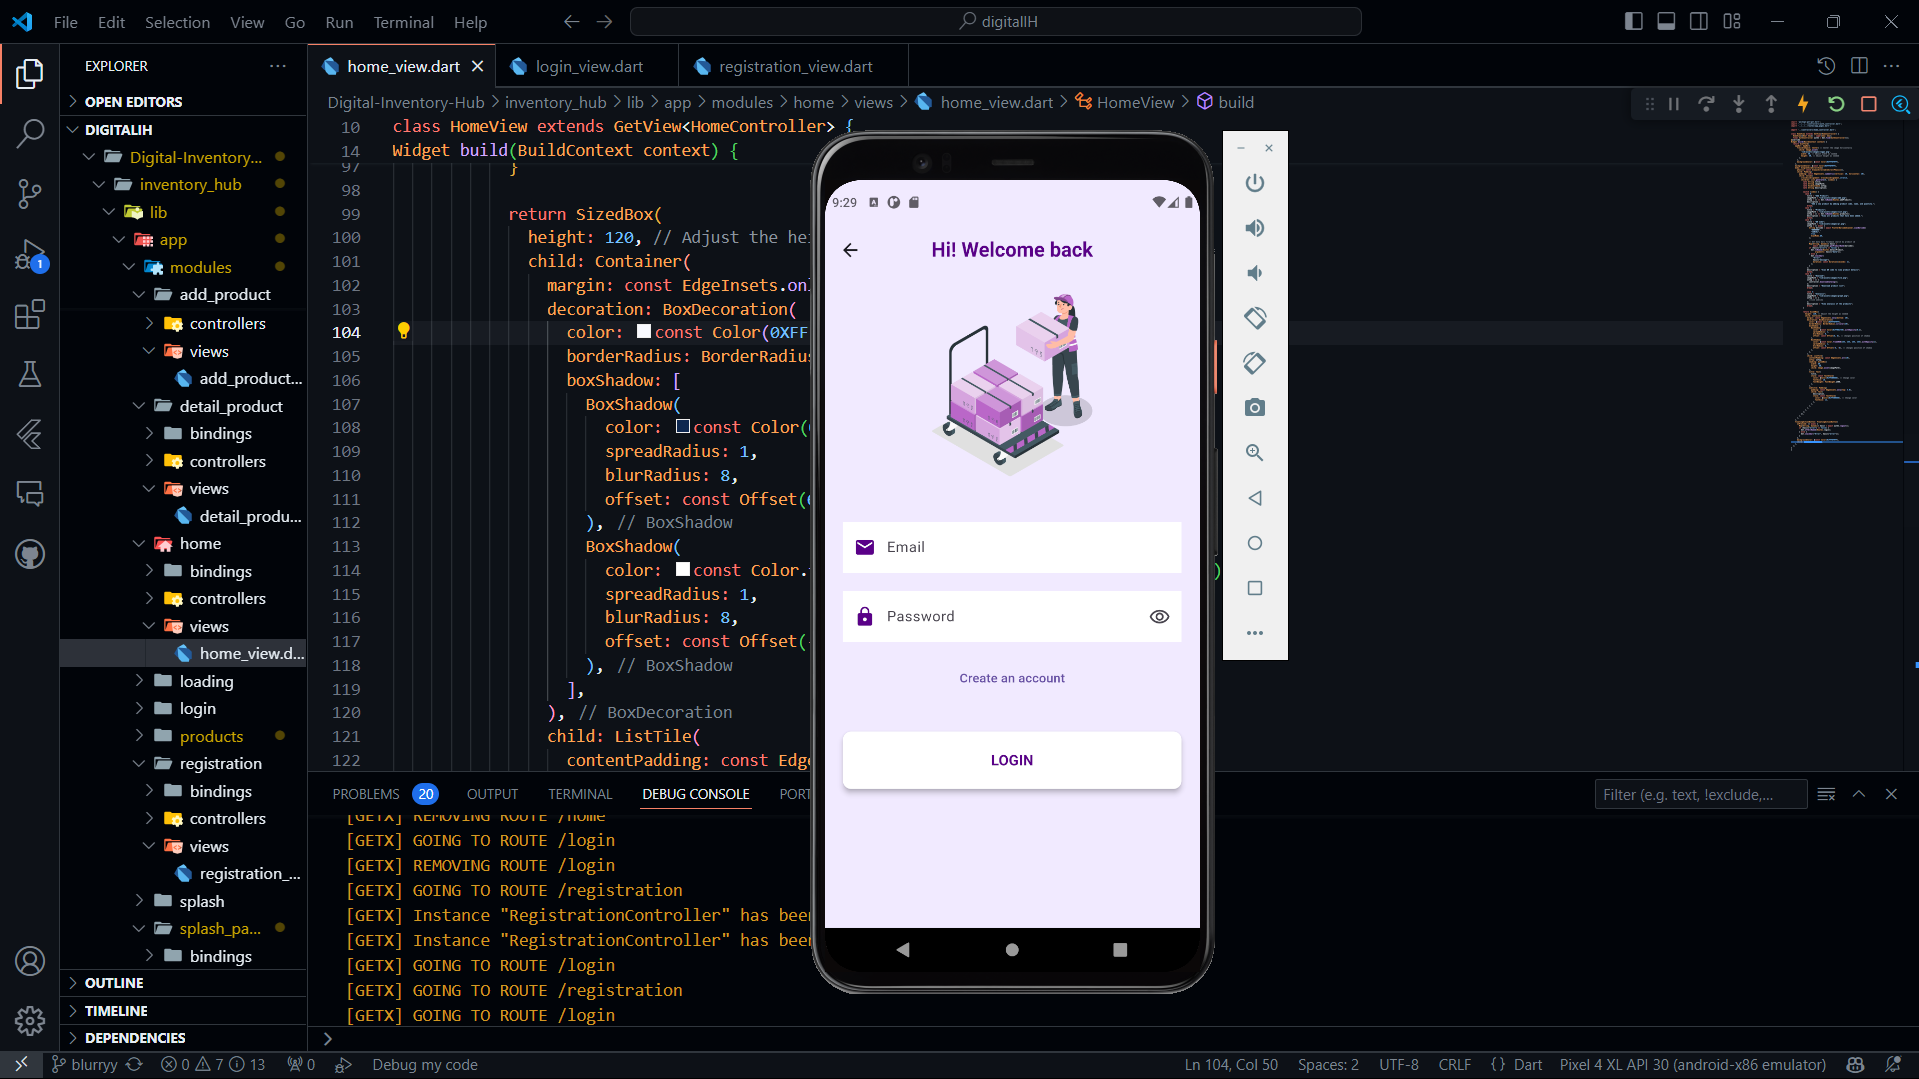 File Edit Selection View Go Run Terminal Help
digitalIH
EXPLORER
OPEN EDITORS
DIGITALIH
Digital-Inventory...
inventory_hub
lib
app
modules
add_product
controllers
views
add_product...
detail_product
bindings
controllers
views
detail_produ...
home
bindings
controllers
views
home_view.d...
loading
login
products
registration
bindings
controllers
views
registration_...
splash
splash_pa...
bindings
OUTLINE
TIMELINE
DEPENDENCIES
home_view.dart login_view.dart registration_view.dart
Digital-Inventory-Hub > inventory_hub > lib > app > modules > home > views > home_view.dart > HomeView > build
10 class HomeView extends GetView<HomeController> {
14 Widget build(BuildContext context) {
97 }
98
99 return SizedBox(
100 height: 120, // Adjust the hei
101 child: Container(
102 margin: const EdgeInsets.onl
103 decoration: BoxDecoration(
104 color: const Color(0XFF
105 borderRadius: BorderRadius
106 boxShadow: [
107 BoxShadow(
108 color: const Color(
109 spreadRadius: 1,
110 blurRadius: 8,
111 offset: const Offset(
112 ), // BoxShadow
113 BoxShadow(
114 color: const Color.
115 spreadRadius: 1,
116 blurRadius: 8,
117 offset: const Offset(-
118 ), // BoxShadow
119 ],
120 ), // BoxDecoration
121 child: ListTile(
122 contentPadding: const Edge
)
9:29
Hi! Welcome back
Email
Password
Create an account
LOGIN
PROBLEMS 20 OUTPUT TERMINAL DEBUG CONSOLE PORT
Filter (e.g. text, !exclude,...
[GETX] REMOVING ROUTE /home
[GETX] GOING TO ROUTE /login
[GETX] REMOVING ROUTE /login
[GETX] GOING TO ROUTE /registration
[GETX] Instance "RegistrationController" has been
[GETX] Instance "RegistrationController" has been
[GETX] GOING TO ROUTE /login
[GETX] GOING TO ROUTE /registration
[GETX] GOING TO ROUTE /login
1
blurryy 0 7 13 0 Debug my code
Ln 104, Col 50 Spaces: 2 UTF-8 CRLF {} Dart Pixel 4 XL API 30 (android-x86 emulator)